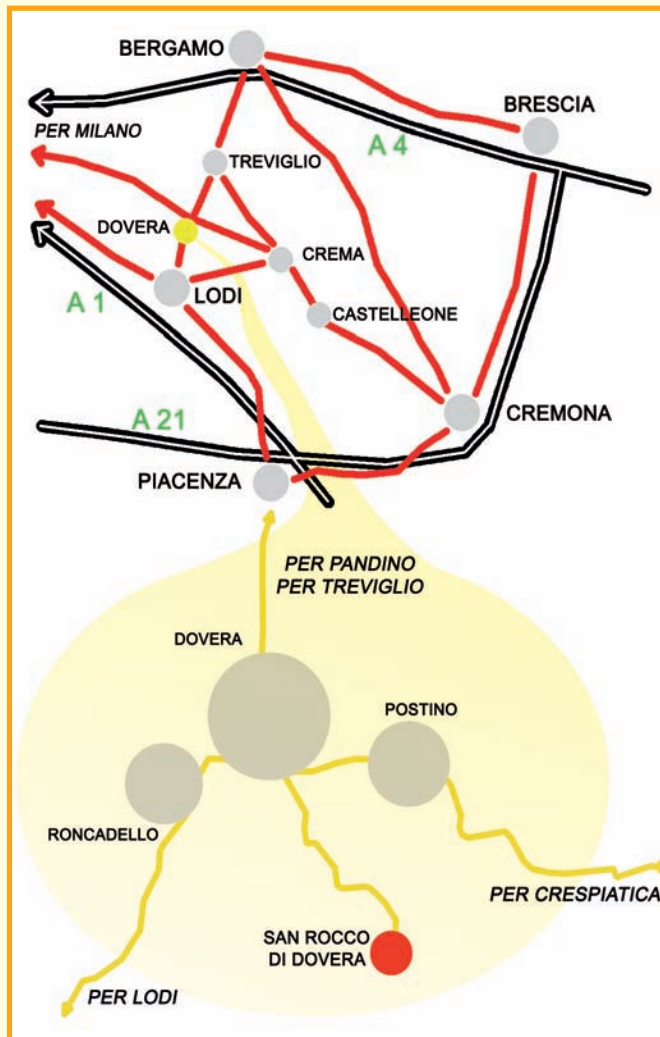 BERGAMO
BRESCIA
PER MILANO
A 4
TREVIGLIO
DOVERA
CREMA
LODI
A 1
CASTELLEONE
A 21
CREMONA
PIACENZA
PER PANDINO
PER TREVIGLIO
DOVERA
POSTINO
RONCADELLO
PER CRESPIATICA
SAN ROCCO
DI DOVERA
PER LODI